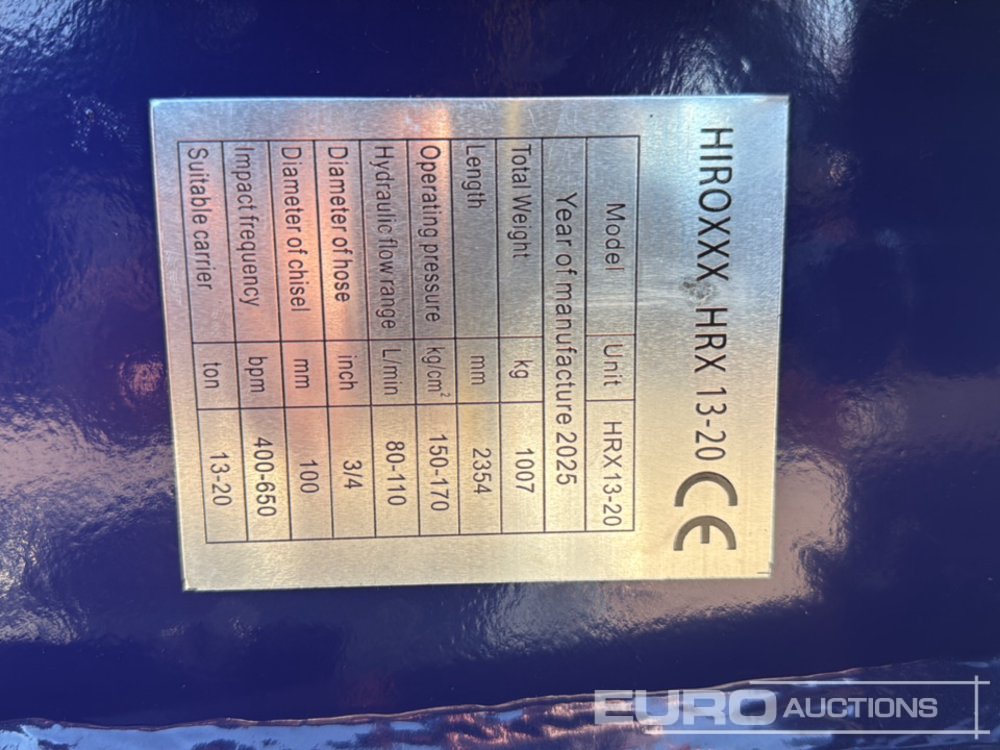 HIROXXX HRX 13-20 CE
Model Unit HRX13-20
Year of manufacture 2025
Total Weight kg 1007
Length mm 2354
Operating pressure kg/cm² 150-170
Hydraulic flow range L/min 80-110
Diameter of hose inch 3/4
Diameter of chisel mm 100
Impact frequency bpm 400-650
Suitable carrier ton 13-20
EURO AUCTIONS